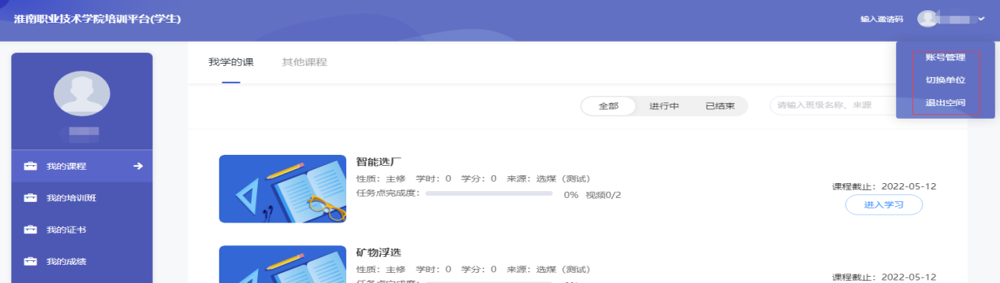 淮南职业技术学院培训平台(学生)
输入邀请码
账号管理
切换单位
退出空间
我学的课 其他课程
全部 进行中 已结束
请输入班级名称、来源
我的课程
我的培训班
我的证书
我的成绩
智能选厂
性质：主修 学时：0 学分：0 来源：选煤（测试）
任务点完成度： 0% 视频0/2
课程截止：2022-05-12
进入学习
矿物浮选
性质：主修 学时：0 学分：0 来源：选煤（测试）
课程截止：2022-05-12